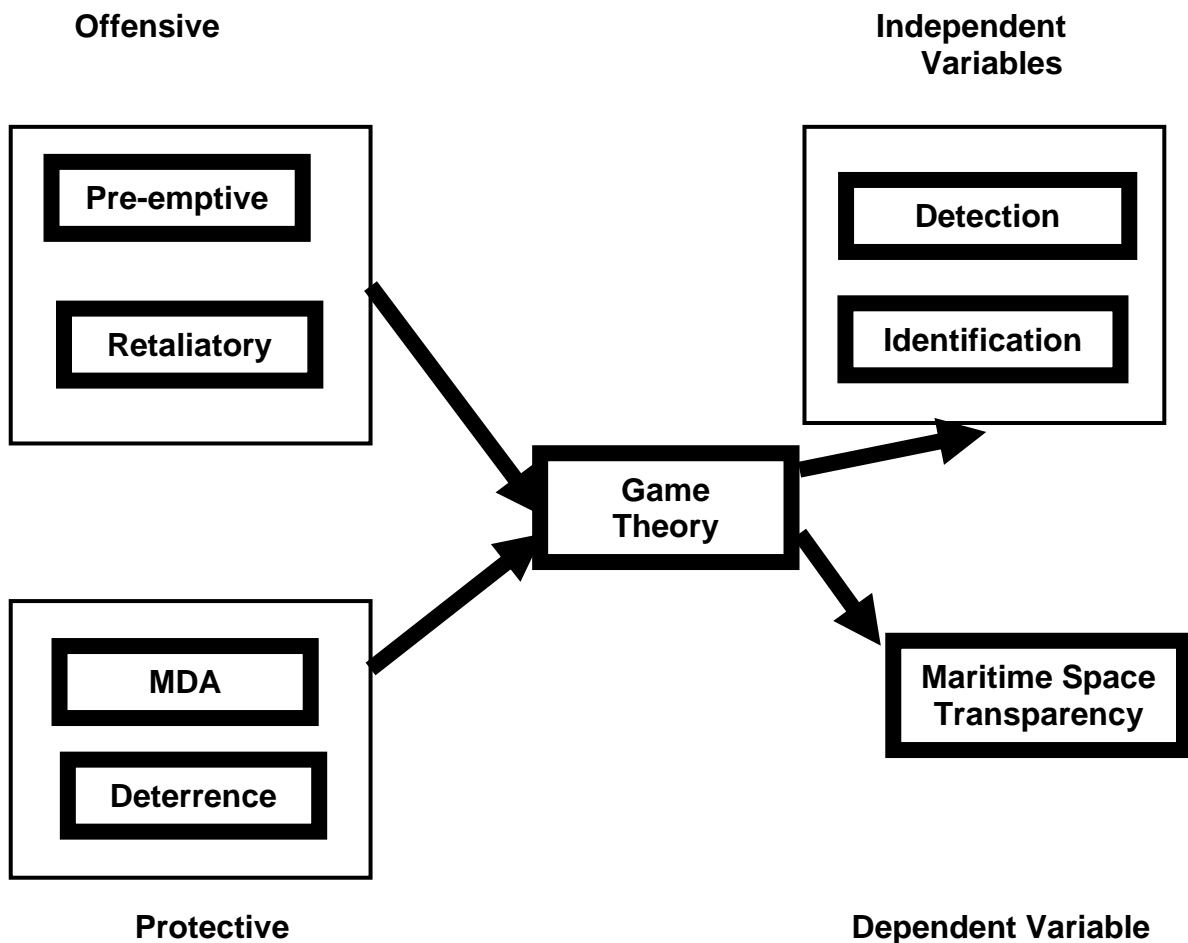 Offensive
Independent
Variables
Pre-emptive
Detection
Retaliatory
Identification
Game
Theory
MDA
Maritime Space
Transparency
Deterrence
Protective
Dependent Variable